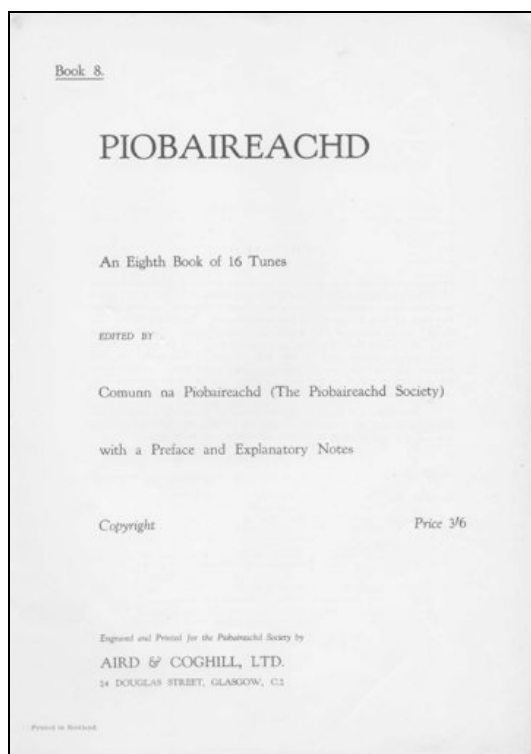 Book 8.
PIOBAIREACHD
An Eighth Book of 16 Tunes
EDITED BY
Comunn na Piobaireachd (The Piobaireachd Society)
with a Preface and Explanatory Notes
Copyright Price 3/6
Engraved and Printed for the Piobaireachd Society by
AIRD & COGHILL, LTD.
24 DOUGLAS STREET, GLASGOW, C.2
Printed in Scotland.